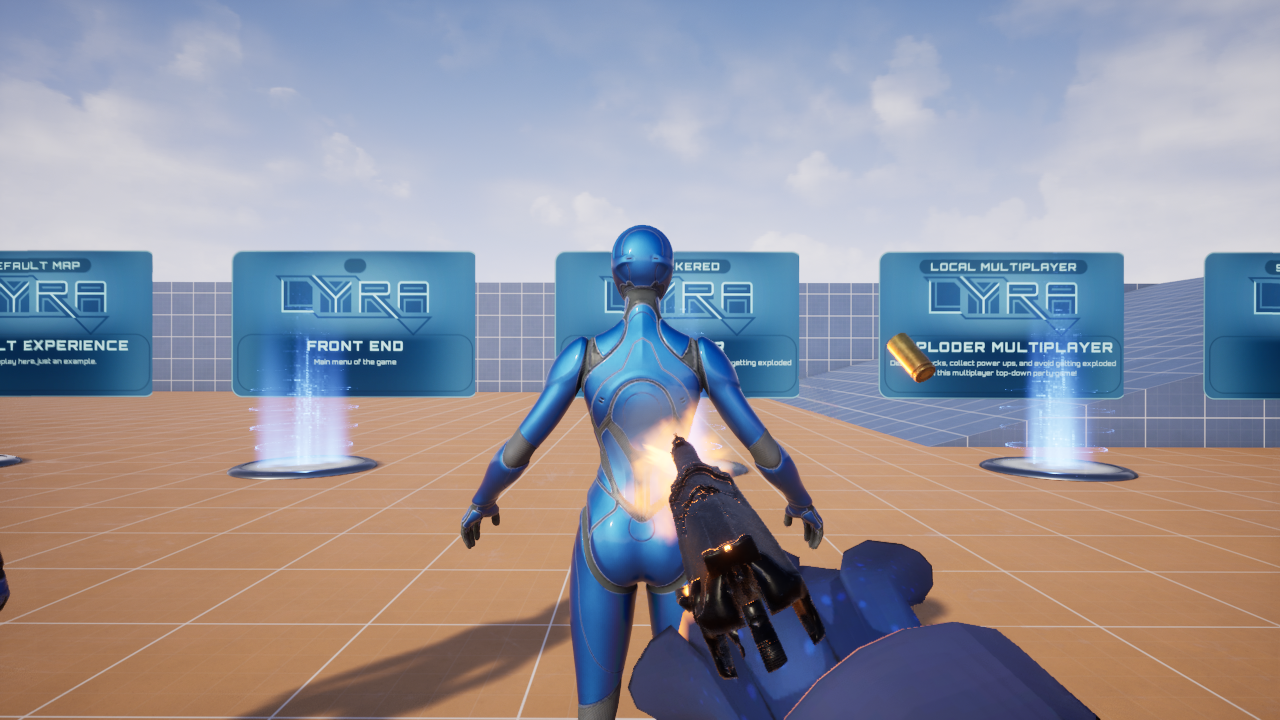 EFAULT MAP
LYRA
LT EXPERIENCE
play here, just an example.
LYRA
FRONT END
Main menu of the game
KERED
YRA
getting exploded
LOCAL MULTIPLAYER
LYRA
PLODER MULTIPLAYER
cks, collect power ups, and avoid getting exploded
this multiplayer top-down party game!